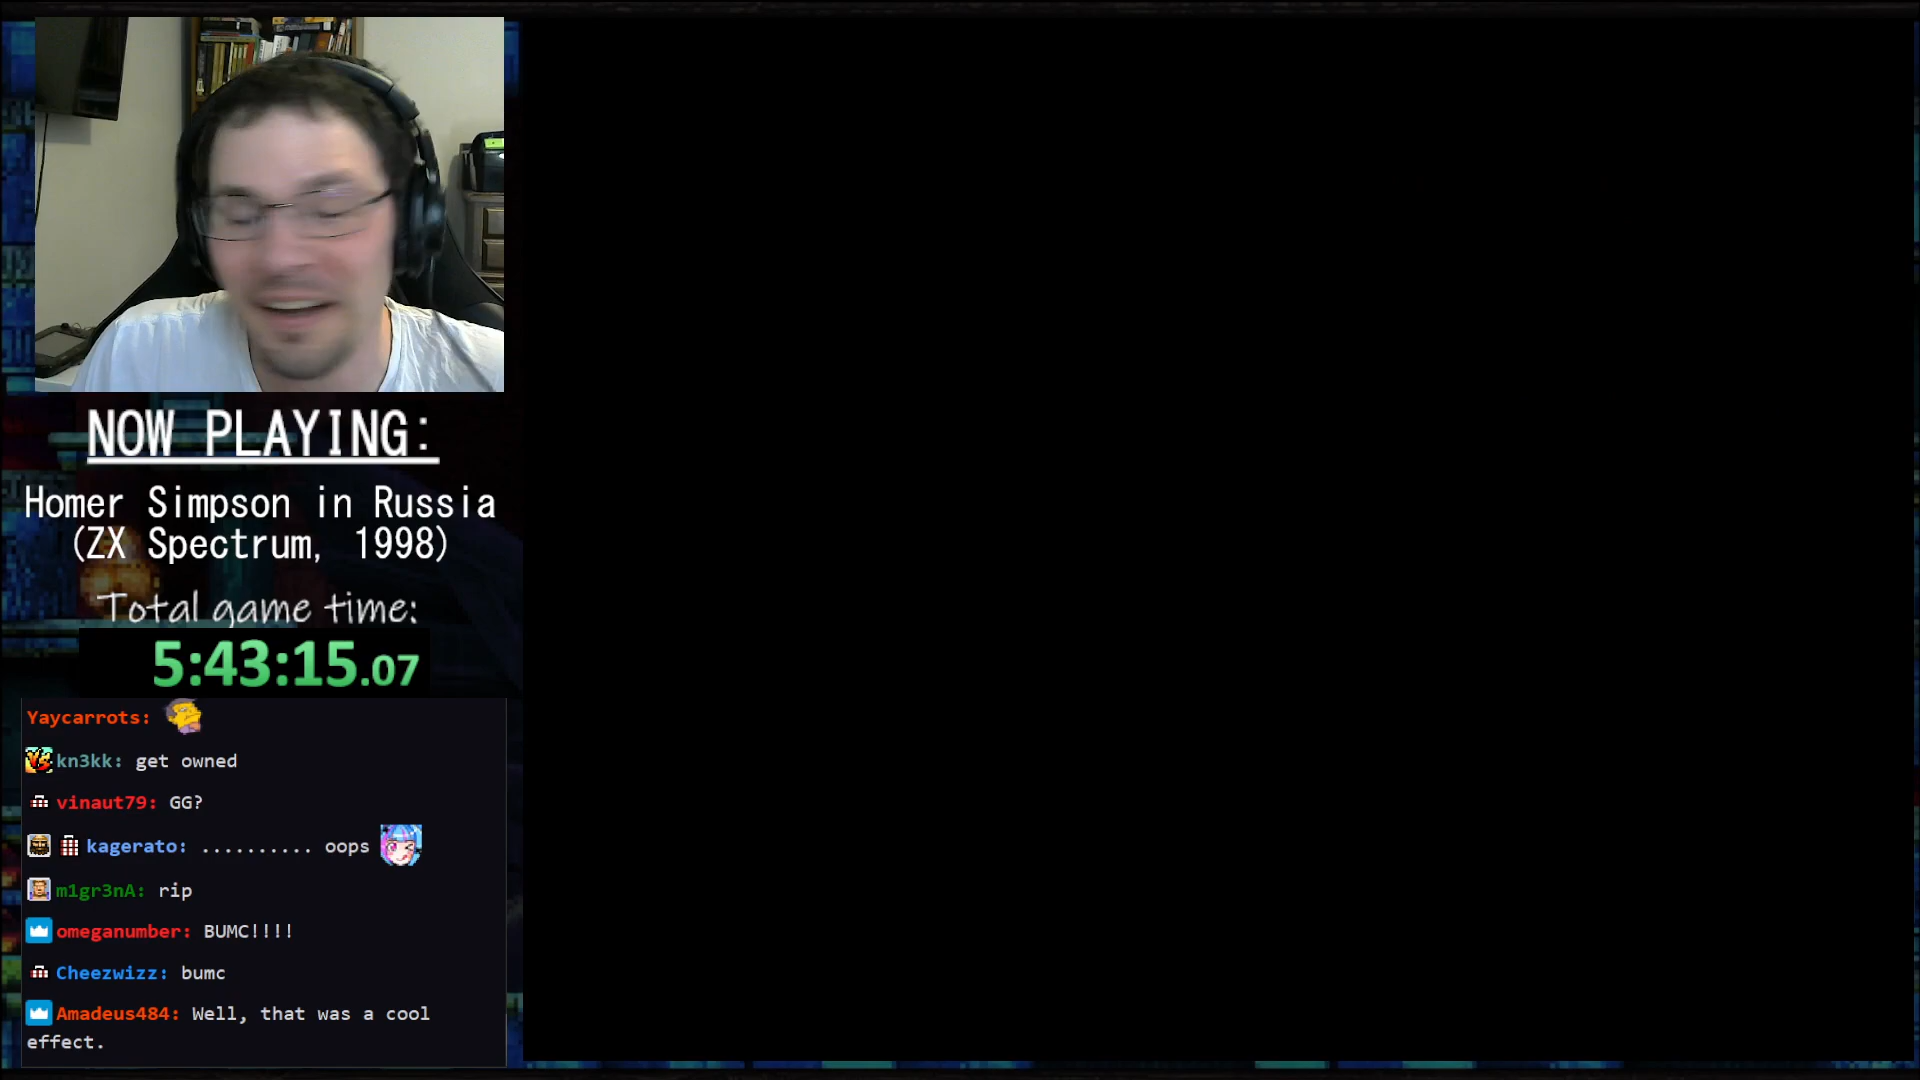 NOW PLAYING:
Homer Simpson in Russia
(ZX Spectrum, 1998)
Total game time:
5:43:15.07
Yaycarrots:
kn3kk: get owned
vinaut79: GG?
kagerato: .......... oops
m1gr3nA: rip
omeganumber: BUMC!!!!
Cheezwizz: bumc
Amadeus484: Well, that was a cool
effect.